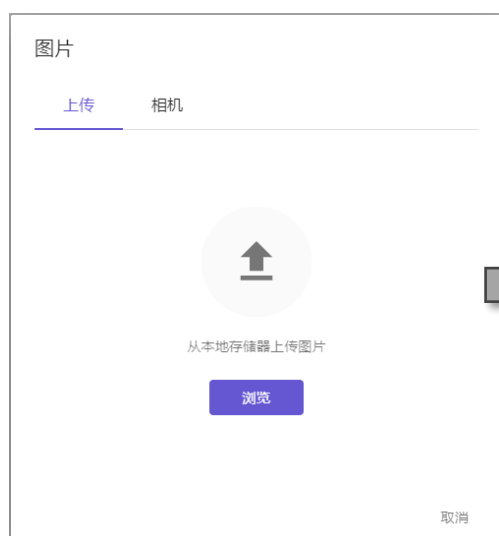 图片
上传 相机
从本地存储器上传图片
浏览
取消